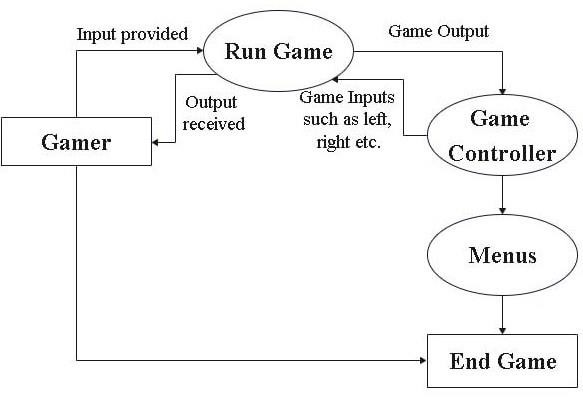 Input provided
Run Game
Game Output
Output
received
Game Inputs
such as left,
right etc.
Gamer
Game
Controller
Menus
End Game